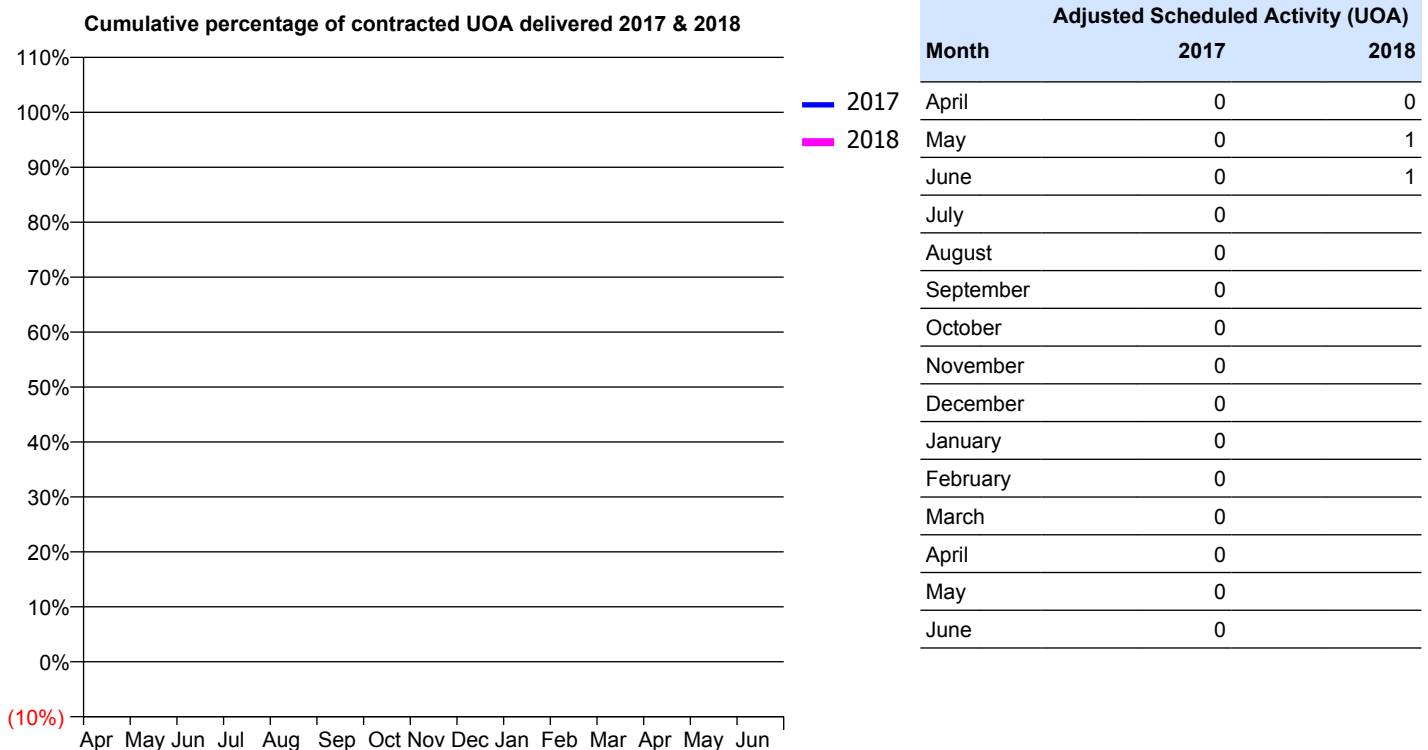 Cumulative percentage of contracted UOA delivered 2017 & 2018
110%
100%
90%
80%
70%
60%
50%
40%
30%
20%
10%
0%
(10%)
Apr May Jun Jul Aug Sep Oct Nov Dec Jan Feb Mar Apr May Jun
2017
2018
Adjusted Scheduled Activity (UOA)
Month 2017 2018
April 0 0
May 0 1
June 0 1
July 0
August 0
September 0
October 0
November 0
December 0
January 0
February 0
March 0
April 0
May 0
June 0